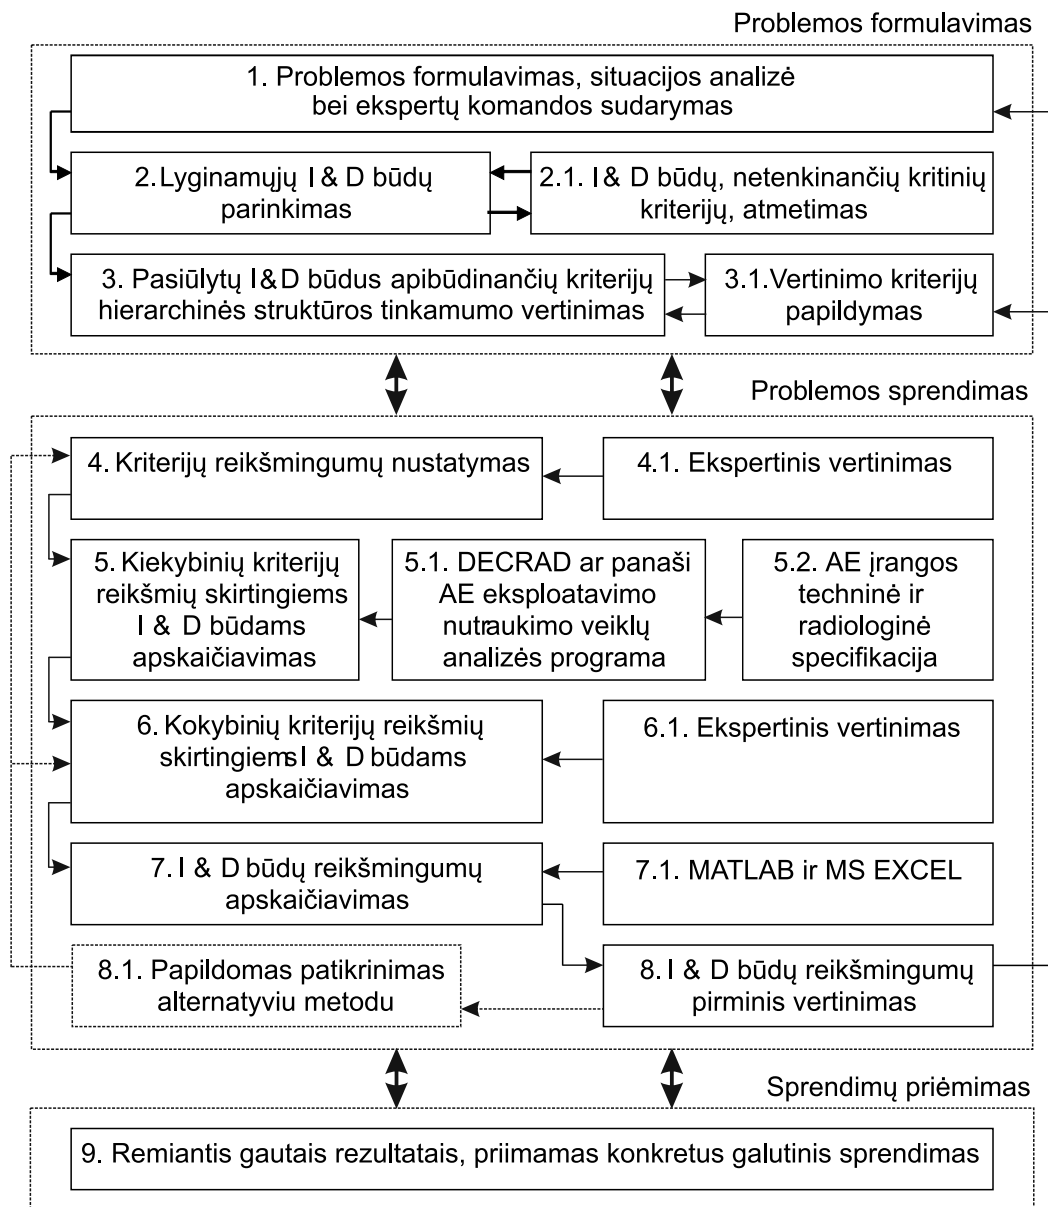 Problemos formulavimas
1. Problemos formulavimas, situacijos analizė
bei ekspertų komandos sudarymas
2. Lyginamųjų I & D būdų
parinkimas
2.1. I & D būdų, netenkinančių kritinių
kriterijų, atmetimas
3. Pasiūlytų I&D būdus apibūdinančių kriterijų
hierarchinės struktūros tinkamumo vertinimas
3.1.Vertinimo kriterijų
papildymas
Problemos sprendimas
4. Kriterijų reikšmingumų nustatymas
4.1. Ekspertinis vertinimas
5. Kiekybinių kriterijų
reikšmių skirtingiems
I & D būdams
apskaičiavimas
5.1. DECRAD ar panaši
AE eksploatavimo
nutraukimo veiklų
analizės programa
5.2. AE įrangos
techninė ir
radiologinė
specifikacija
6. Kokybinių kriterijų reikšmių
skirtingiems I & D būdams
apskaičiavimas
6.1. Ekspertinis vertinimas
7. I & D būdų reikšmingumų
apskaičiavimas
7.1. MATLAB ir MS EXCEL
8.1. Papildomas patikrinimas
alternatyviu metodu
8. I & D būdų reikšmingumų
pirminis vertinimas
Sprendimų priėmimas
9. Remiantis gautais rezultatais, priimamas konkretus galutinis sprendimas